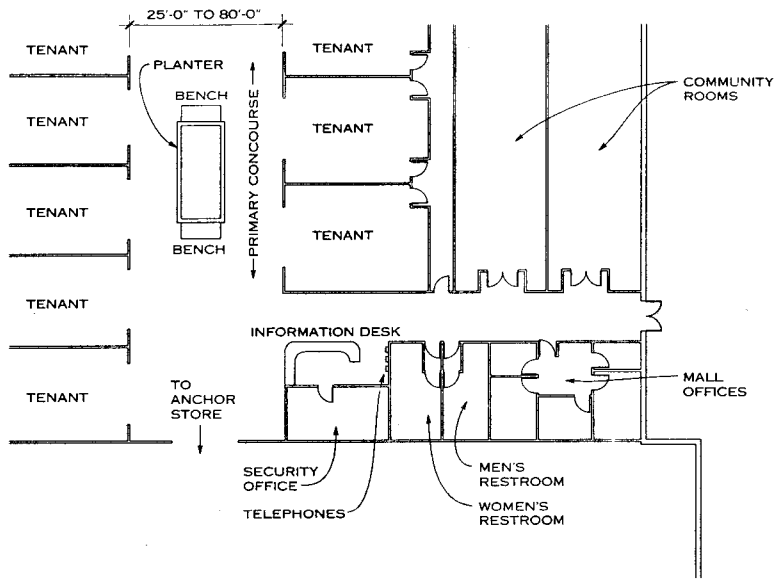 25'-0" TO 80'-0"
TENANT
TENANT
PLANTER
BENCH
COMMUNITY
ROOMS
TENANT
TENANT
PRIMARY CONCOURSE
TENANT
TENANT
BENCH
TENANT
INFORMATION DESK
TO
ANCHOR
STORE
TENANT
MALL
OFFICES
SECURITY
OFFICE
MEN'S
RESTROOM
TELEPHONES
WOMEN'S
RESTROOM